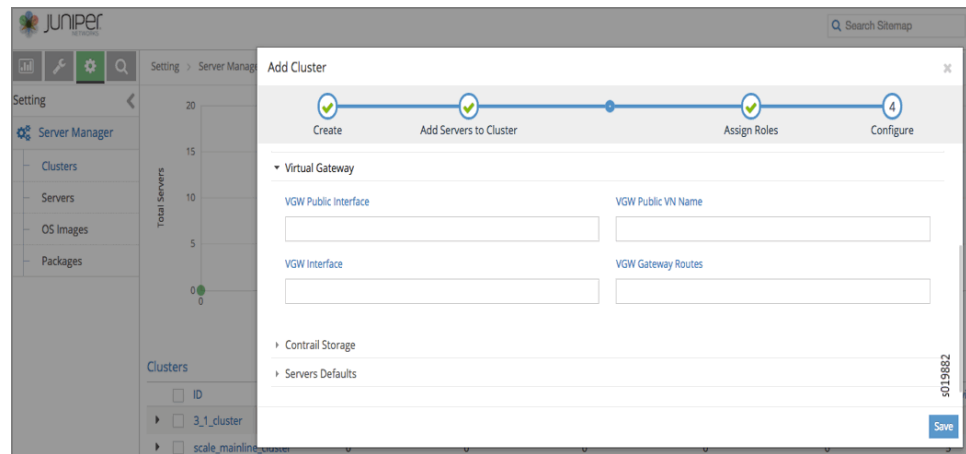 JUNIPER
NETWORKS
Search Sitemap
Setting > Server Manage
Add Cluster
×
Setting
Server Manager
Clusters
Servers
OS Images
Packages
20
15
10
5
0
0
Total Servers
Create
Add Servers to Cluster
Assign Roles
4
Configure
Virtual Gateway
VGW Public Interface
VGW Public VN Name
VGW Interface
VGW Gateway Routes
Contrail Storage
Servers Defaults
s019882
Save
Clusters
ID
3_1_cluster
scale_mainline_cluster